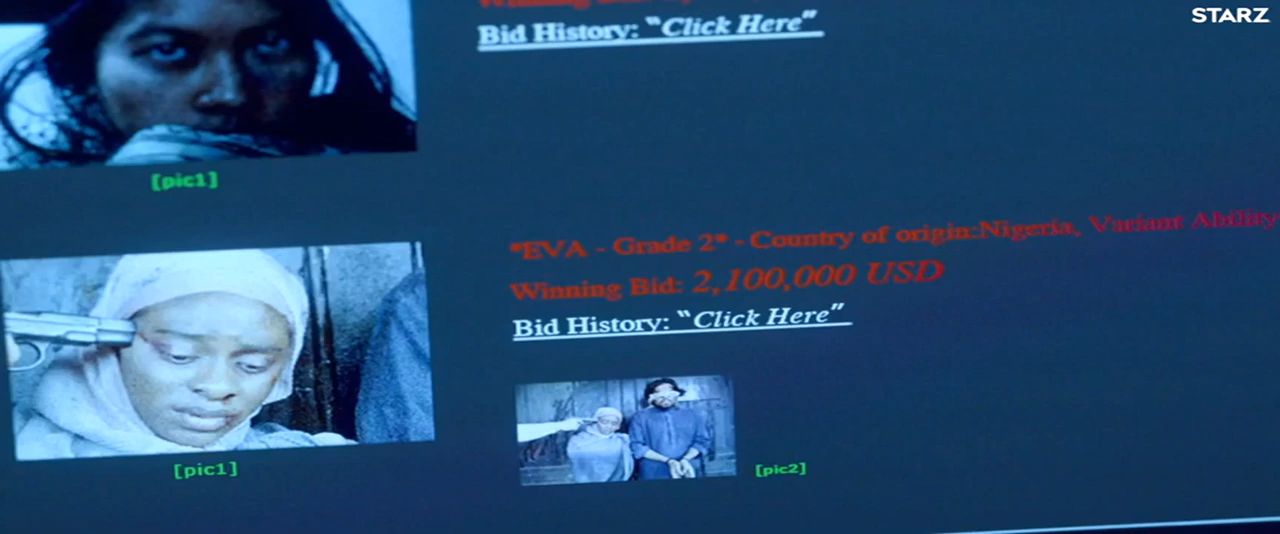 STARZ
Bid History: “Click Here”
[pic1]
*EVA - Grade 2* - Country of origin:Nigeria, Variant Ability
Winning Bid: 2,100,000 USD
Bid History: “Click Here”
[pic1]
[pic2]